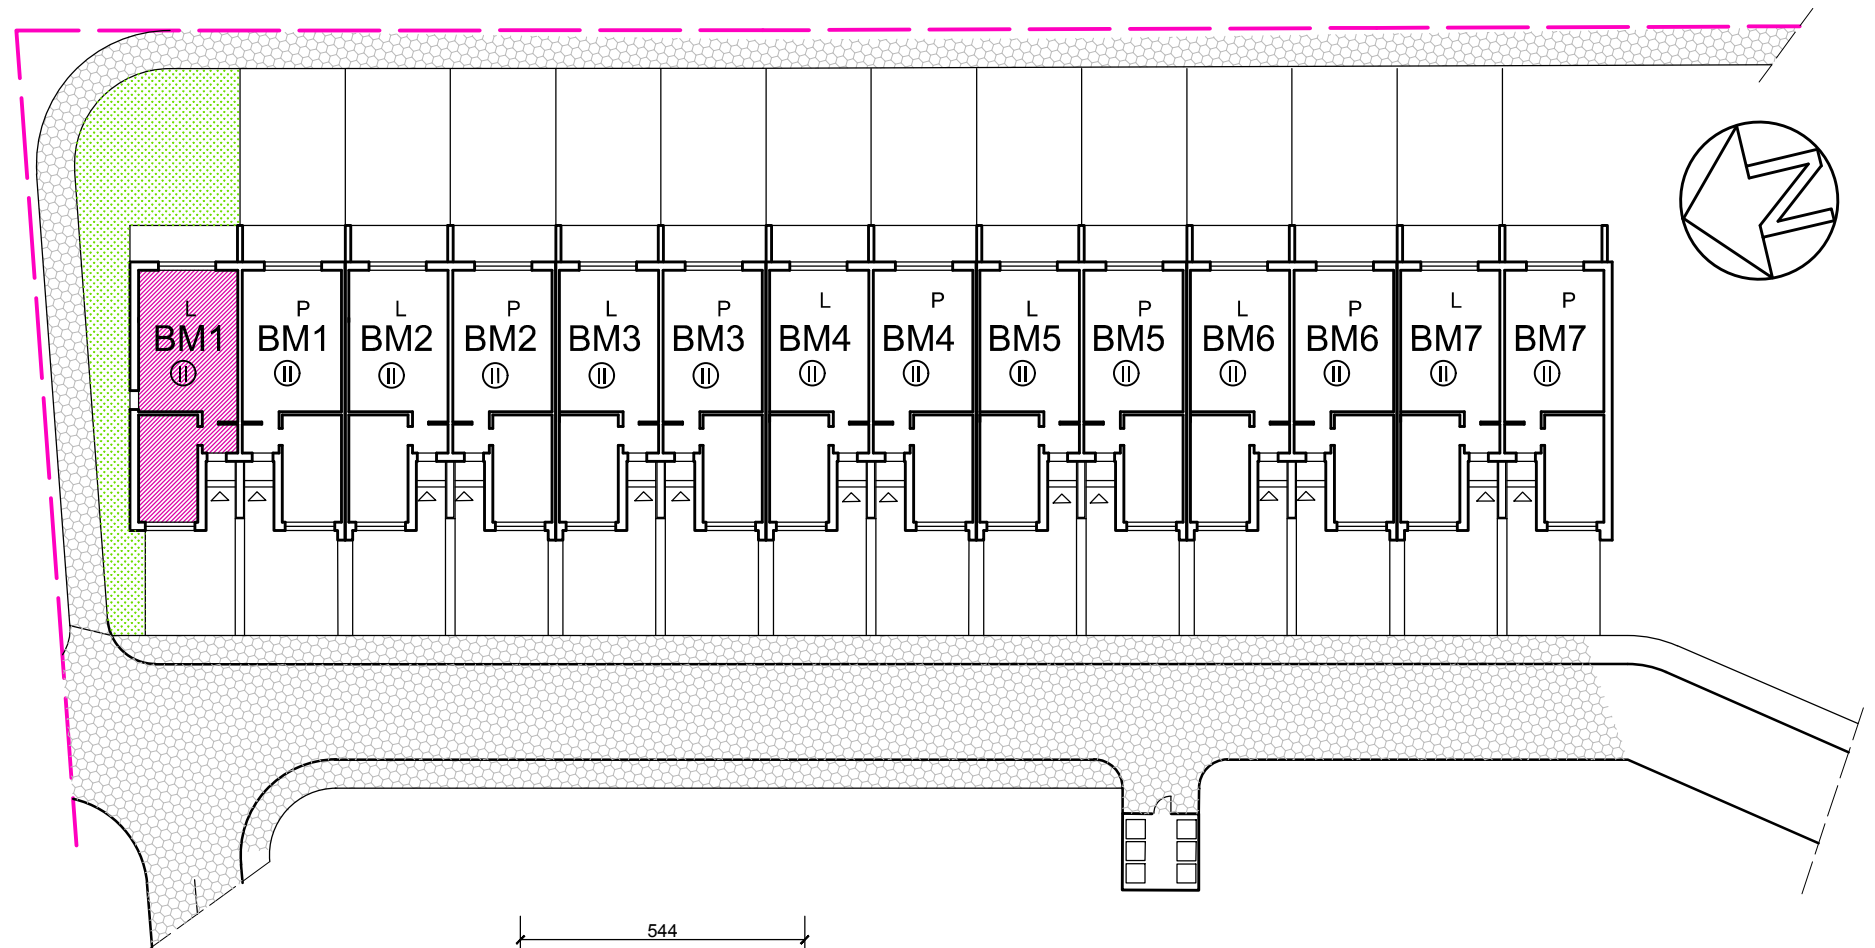 N
L P L P L P L P L P L P L P
BM1 BM1 BM2 BM2 BM3 BM3 BM4 BM4 BM5 BM5 BM6 BM6 BM7 BM7
II II II II II II II II II II II II II II
544